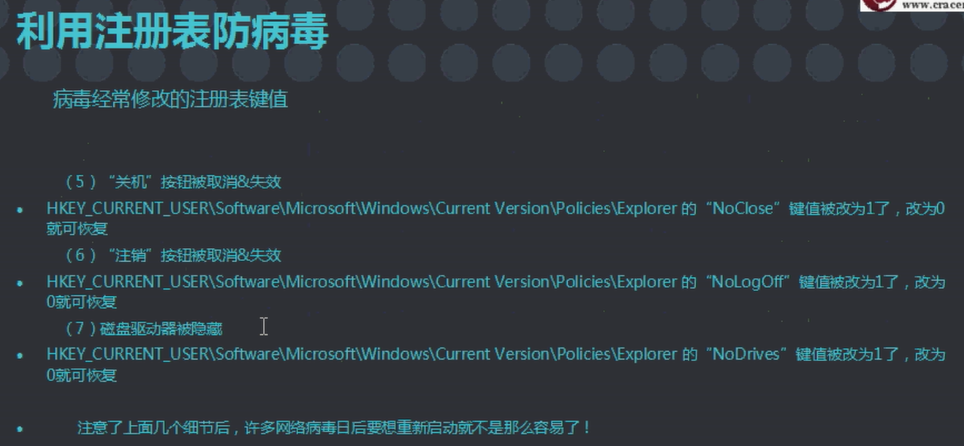 www.cracer
利用注册表防病毒
病毒经常修改的注册表键值
（5）“关机”按钮被取消&失效
• HKEY_CURRENT_USER\Software\Microsoft\Windows\Current Version\Policies\Explorer 的“NoClose”键值被改为1了，改为0
就可恢复
（6）“注销”按钮被取消&失效
• HKEY_CURRENT_USER\Software\Microsoft\Windows\Current Version\Policies\Explorer 的“NoLogOff”键值被改为1了，改为
0就可恢复
（7）磁盘驱动器被隐藏
• HKEY_CURRENT_USER\Software\Microsoft\Windows\Current Version\Policies\Explorer 的“NoDrives”键值被改为1了，改为
0就可恢复
• 注意了上面几个细节后，许多网络病毒日后要想重新启动就不是那么容易了！